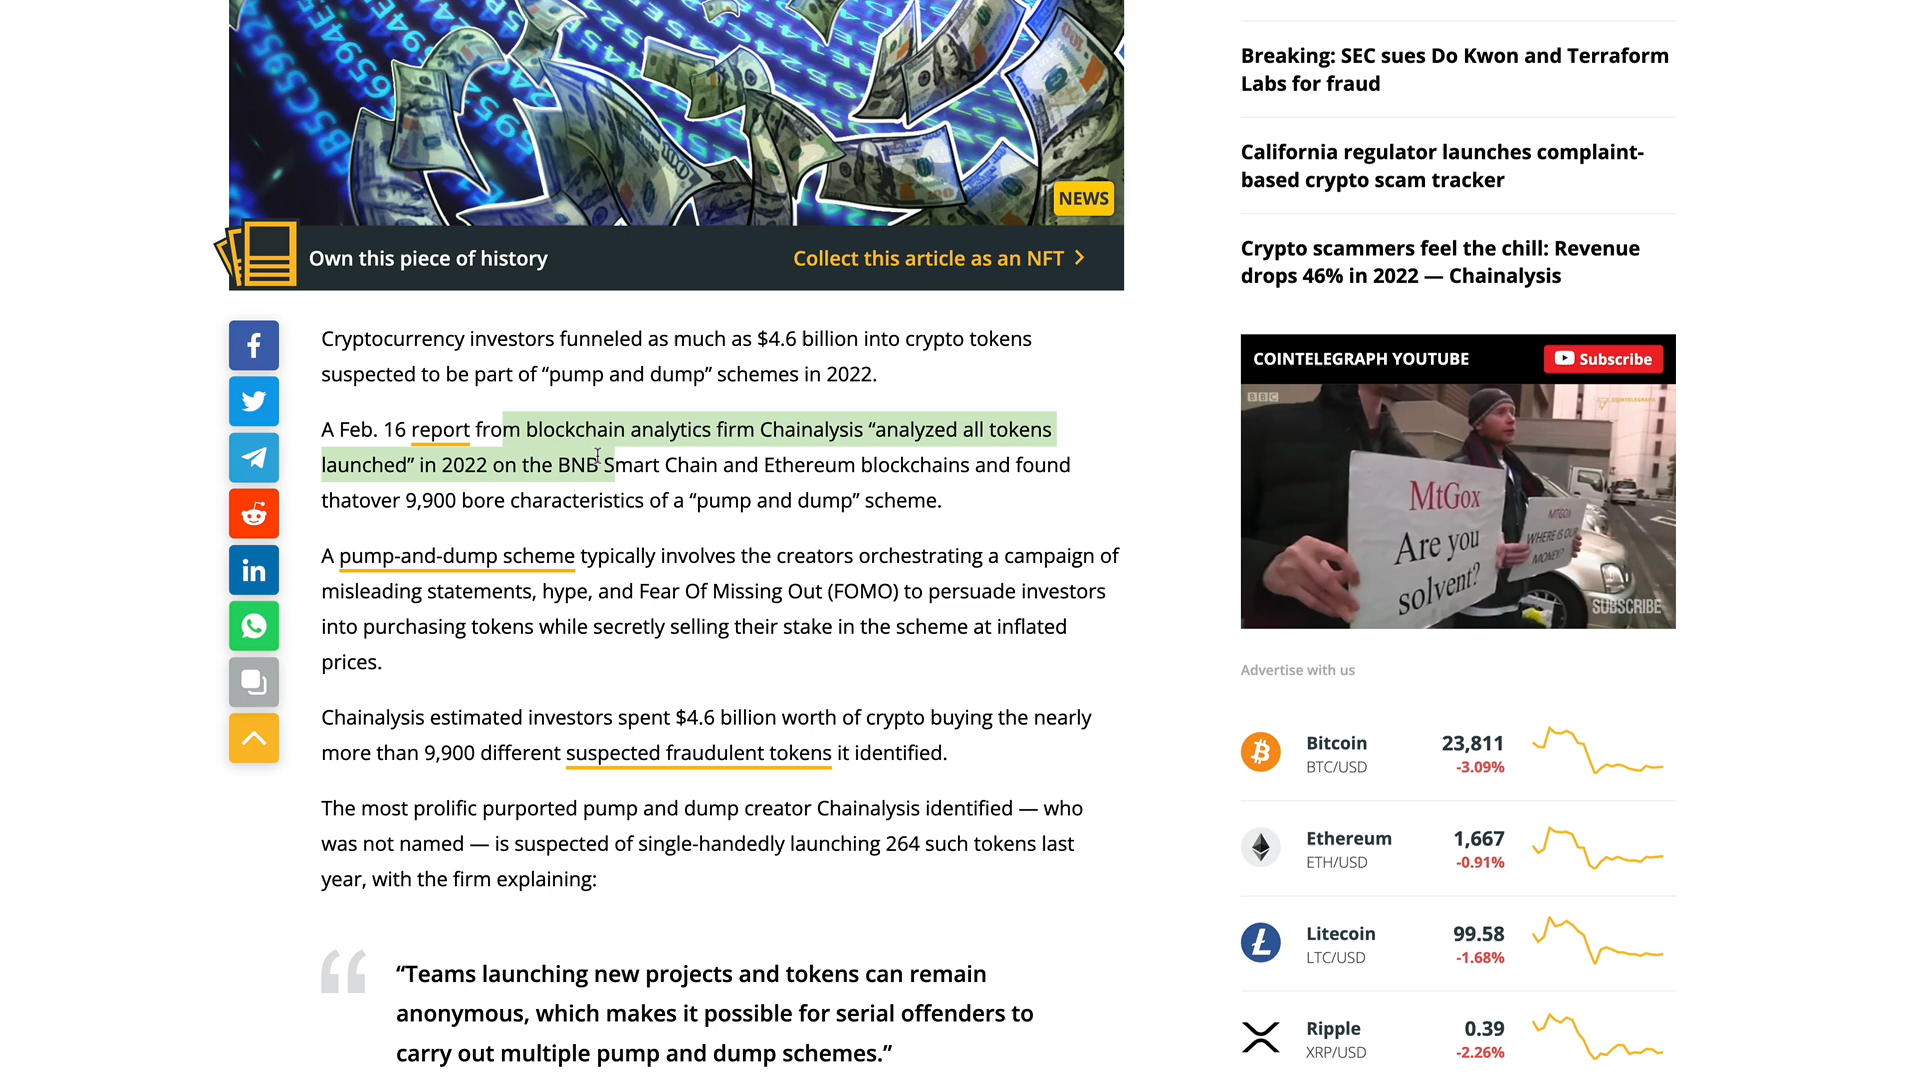 NEWS
Own this piece of history
Collect this article as an NFT
Cryptocurrency investors funneled as much as $4.6 billion into crypto tokens
suspected to be part of “pump and dump” schemes in 2022.
A Feb. 16 report from blockchain analytics firm Chainalysis “analyzed all tokens
launched” in 2022 on the BNB Smart Chain and Ethereum blockchains and found
thatover 9,900 bore characteristics of a “pump and dump” scheme.
A pump-and-dump scheme typically involves the creators orchestrating a campaign of
misleading statements, hype, and Fear Of Missing Out (FOMO) to persuade investors
into purchasing tokens while secretly selling their stake in the scheme at inflated
prices.
Chainalysis estimated investors spent $4.6 billion worth of crypto buying the nearly
more than 9,900 different suspected fraudulent tokens it identified.
The most prolific purported pump and dump creator Chainalysis identified — who
was not named — is suspected of single-handedly launching 264 such tokens last
year, with the firm explaining:
“Teams launching new projects and tokens can remain
anonymous, which makes it possible for serial offenders to
carry out multiple pump and dump schemes.”
Breaking: SEC sues Do Kwon and Terraform
Labs for fraud
California regulator launches complaint-
based crypto scam tracker
Crypto scammers feel the chill: Revenue
drops 46% in 2022 — Chainalysis
COINTELEGRAPH YOUTUBE
Subscribe
BBC
COINTELEGRAPH
MtGox
Are you
solvent?
MTGOX
WHERE IS OUR
MONEY?
SUBSCRIBE
Advertise with us
Bitcoin 23,811
BTC/USD -3.09%
Ethereum 1,667
ETH/USD -0.91%
Litecoin 99.58
LTC/USD -1.68%
Ripple 0.39
XRP/USD -2.26%